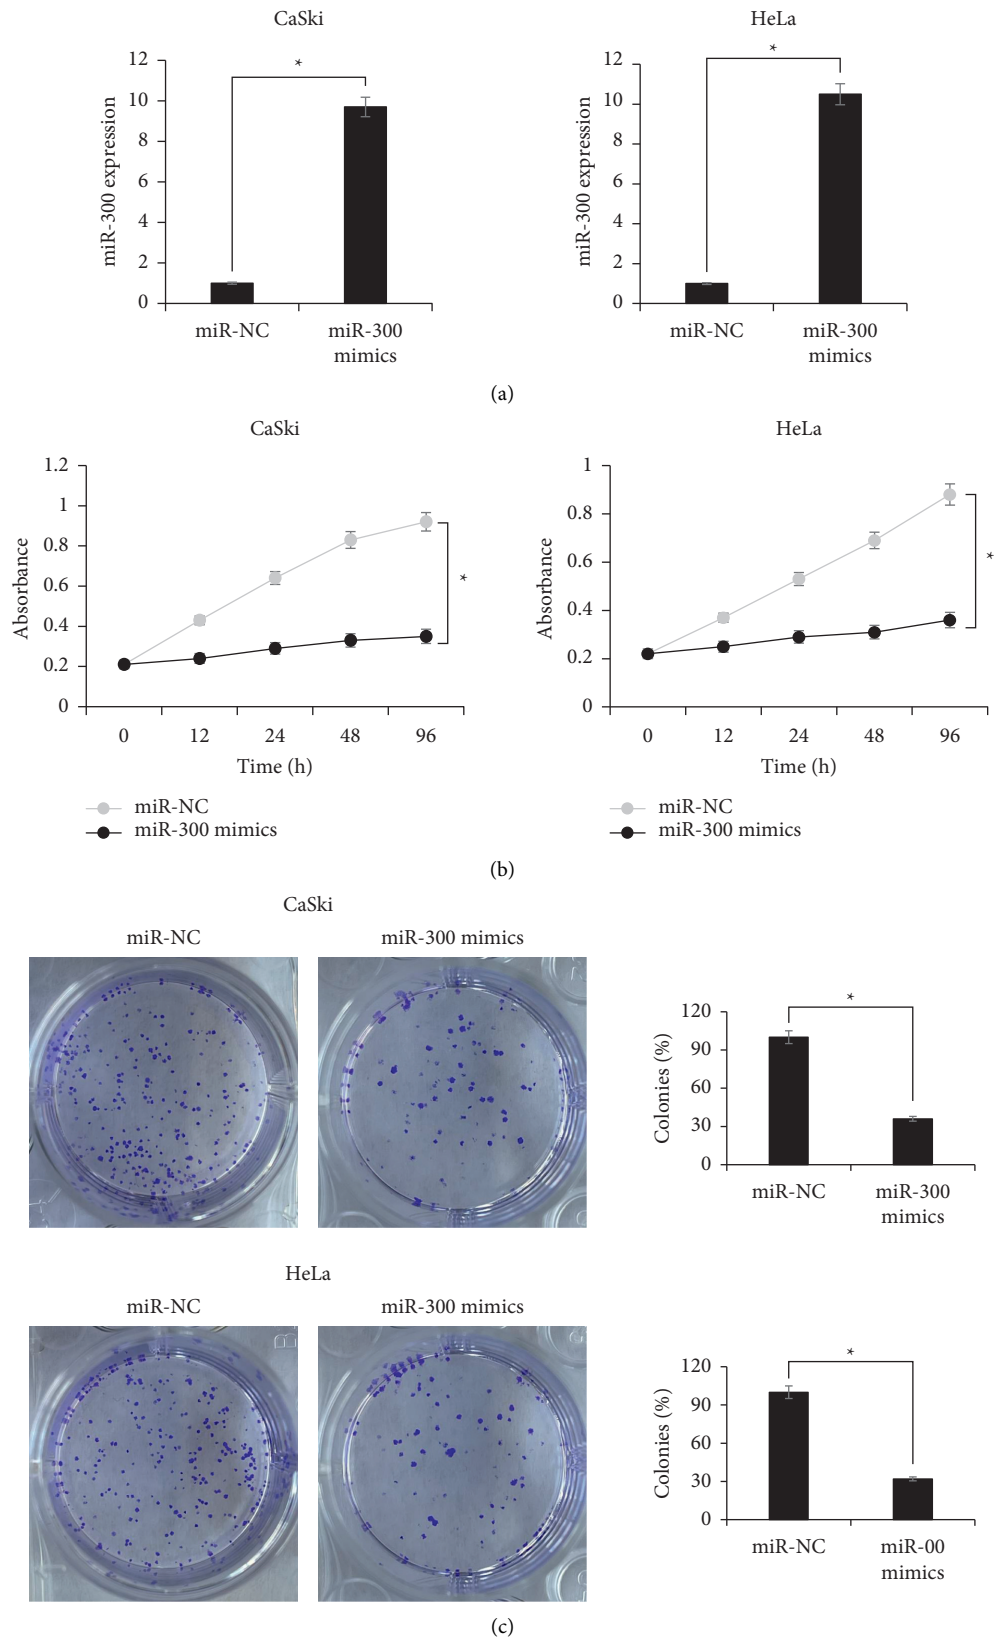 CaSki
HeLa
12
10
8
6
4
2
0
miR-300 expression
*
miR-NC
miR-300
mimics
12
10
8
6
4
2
0
miR-300 expression
*
miR-NC
miR-300
mimics
(a)
CaSki
HeLa
1.2
1
0.8
0.6
0.4
0.2
0
Absorbance
*
0 12 24 48 96
Time (h)
miR-NC
miR-300 mimics
1
0.8
0.6
0.4
0.2
0
Absorbance
*
0 12 24 48 96
Time (h)
miR-NC
miR-300 mimics
(b)
CaSki
miR-NC
miR-300 mimics
120
90
60
30
0
Colonies (%)
*
miR-NC
miR-300
mimics
HeLa
miR-NC
miR-300 mimics
120
90
60
30
0
Colonies (%)
*
miR-NC
miR-00
mimics
(c)